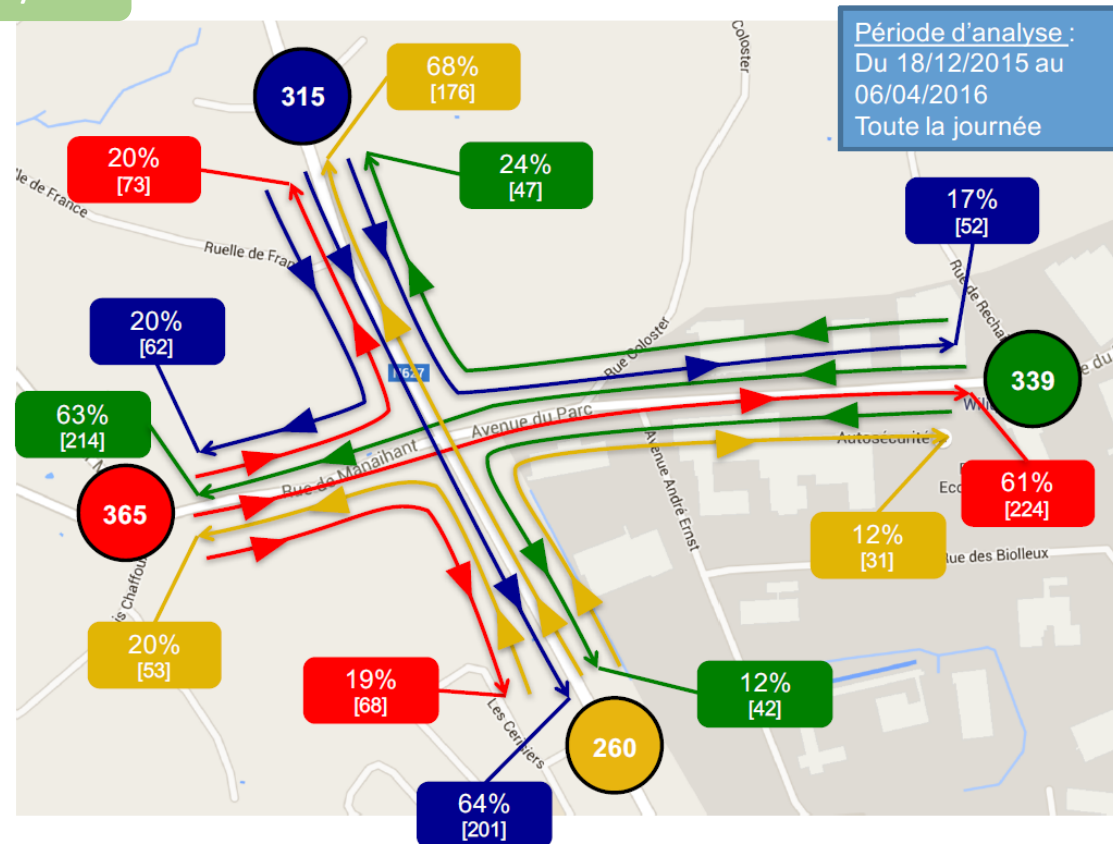 Période d'analyse :
Du 18/12/2015 au
06/04/2016
Toute la journée
315
68%
[176]
20%
[73]
24%
[47]
17%
[52]
Coloster
Ruelle de
Rue Coloster
20%
[62]
339
63%
[214]
Avenue du Parc
Rue de Manaihant
Autosécurité
365
61%
[224]
Avenue André Ernst
12%
[31]
Rue des Biolleux
20%
[53]
19%
[68]
12%
[42]
Les Cerisiers
260
64%
[201]